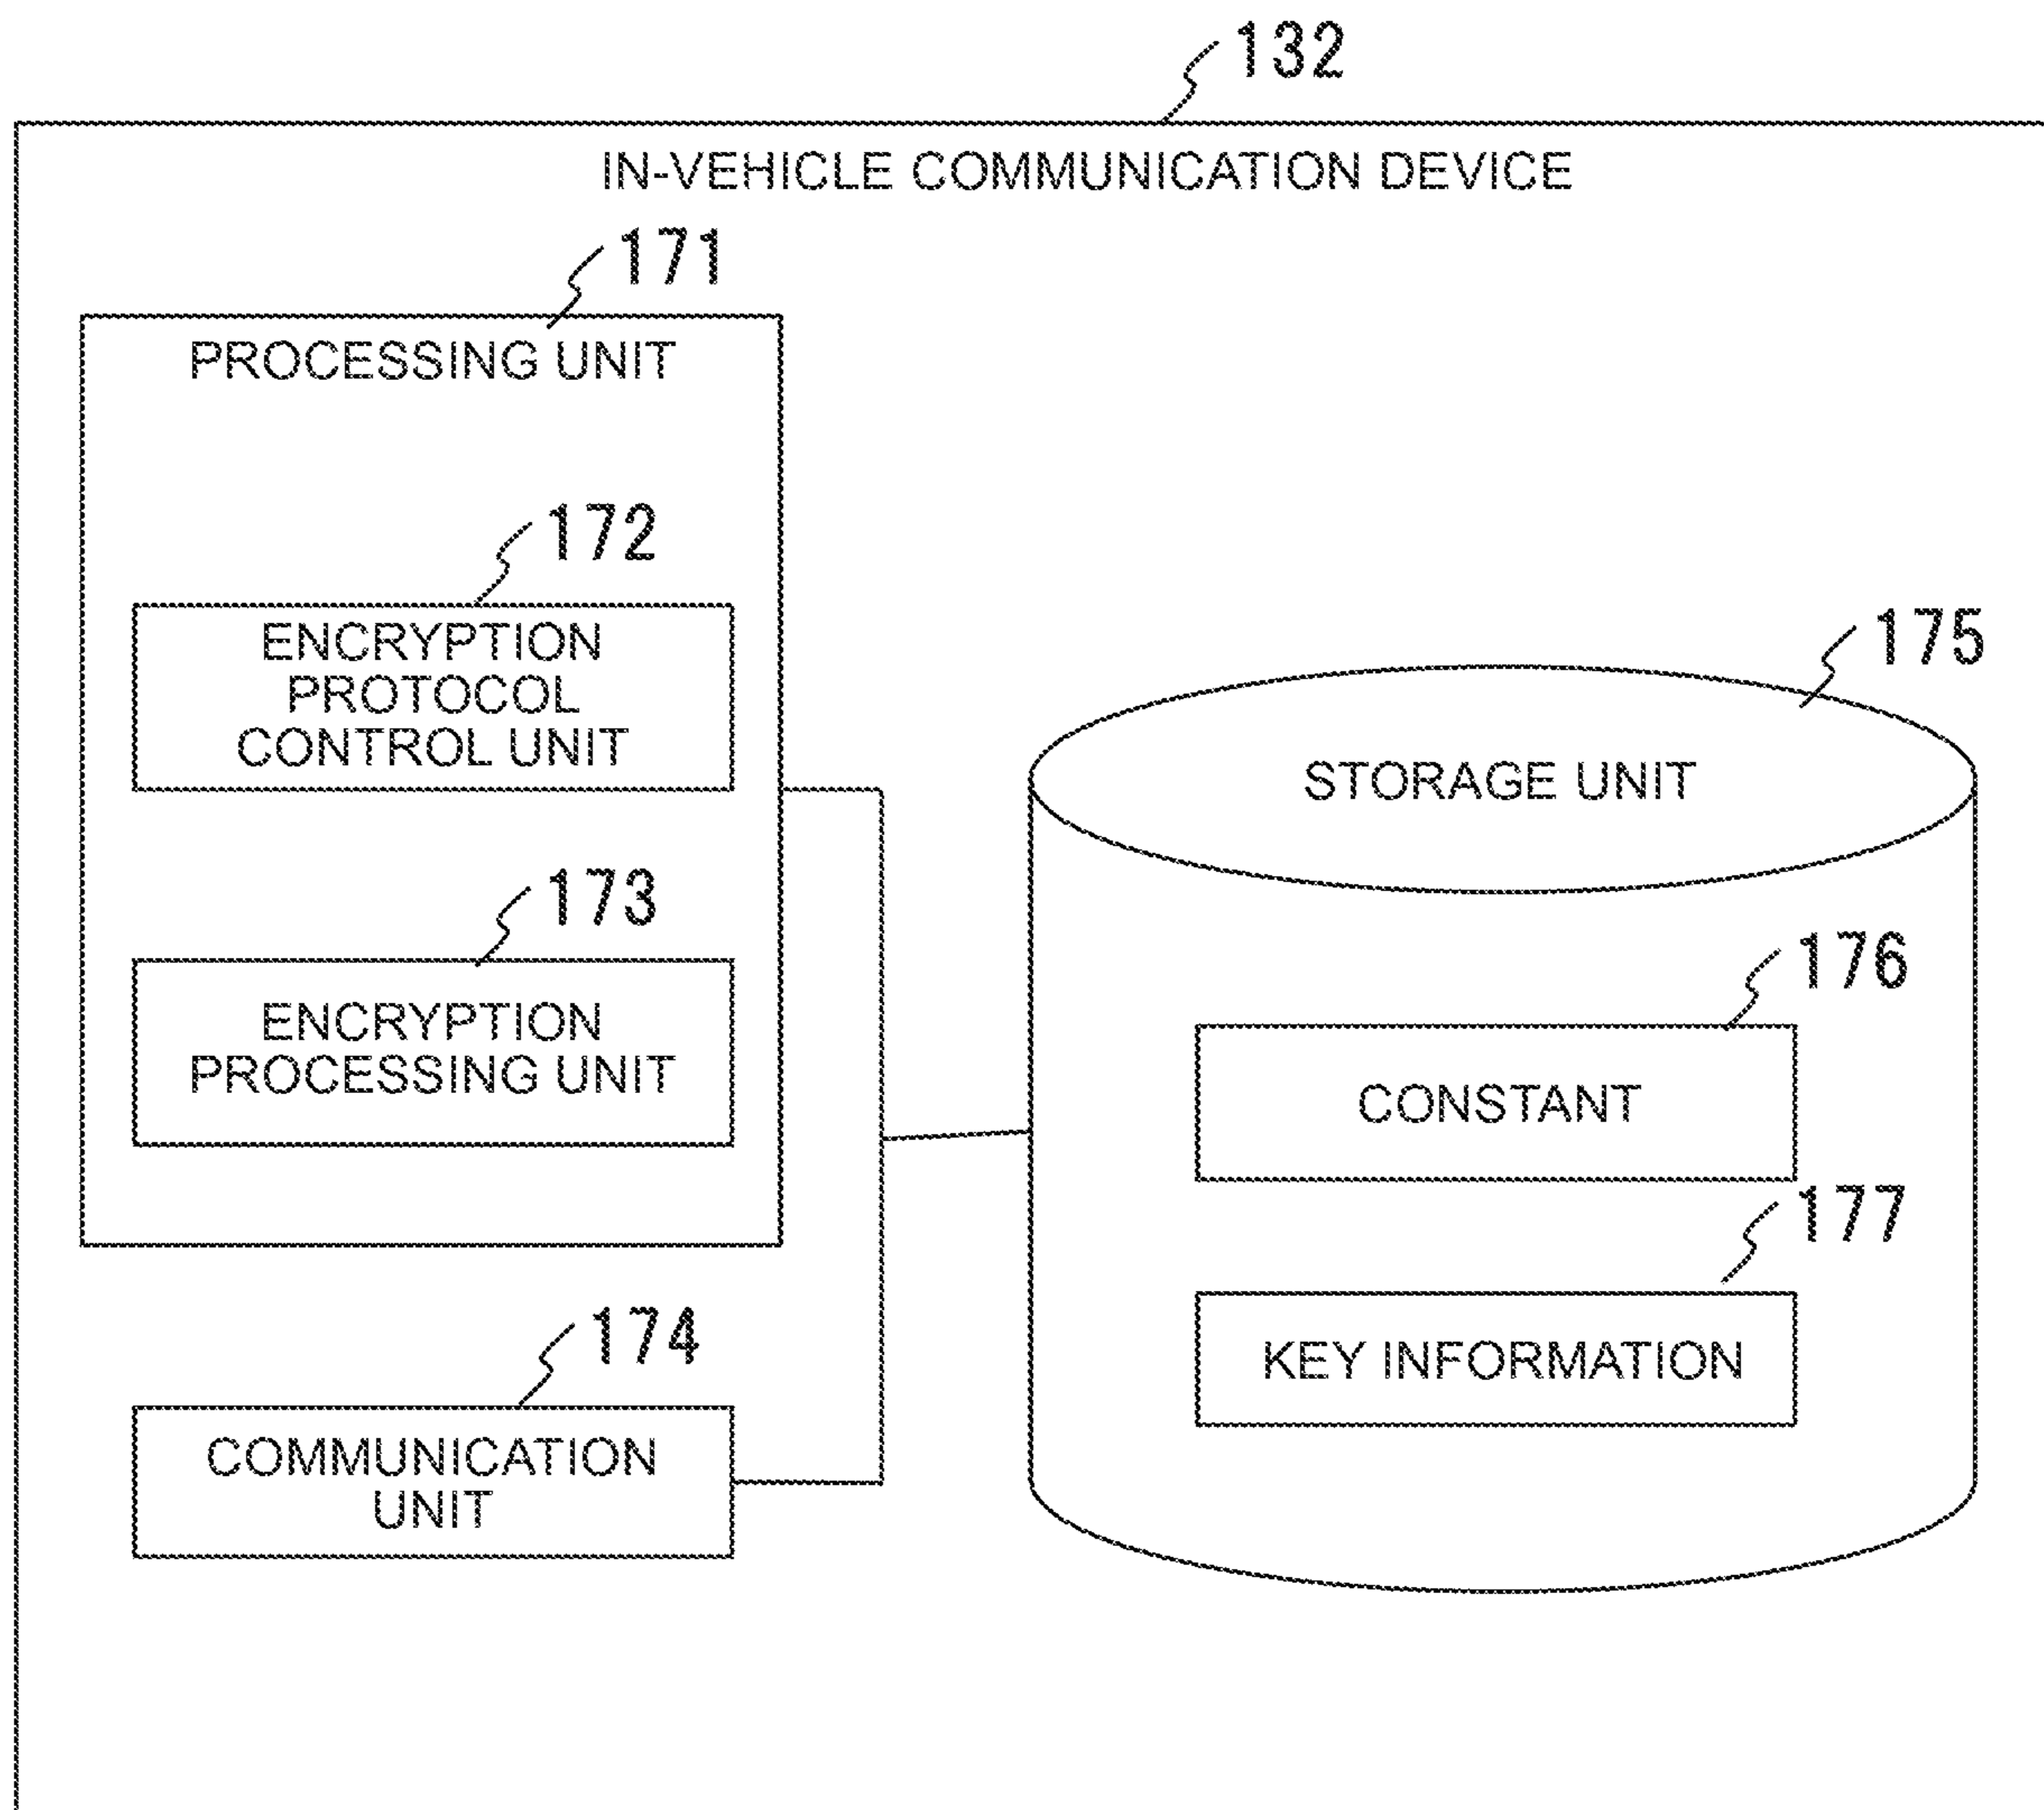 132
IN-VEHICLE COMMUNICATION DEVICE
171
PROCESSING UNIT
172
ENCRYPTION
PROTOCOL
CONTROL UNIT
173
ENCRYPTION
PROCESSING UNIT
174
COMMUNICATION
UNIT
175
STORAGE UNIT
176
CONSTANT
177
KEY INFORMATION